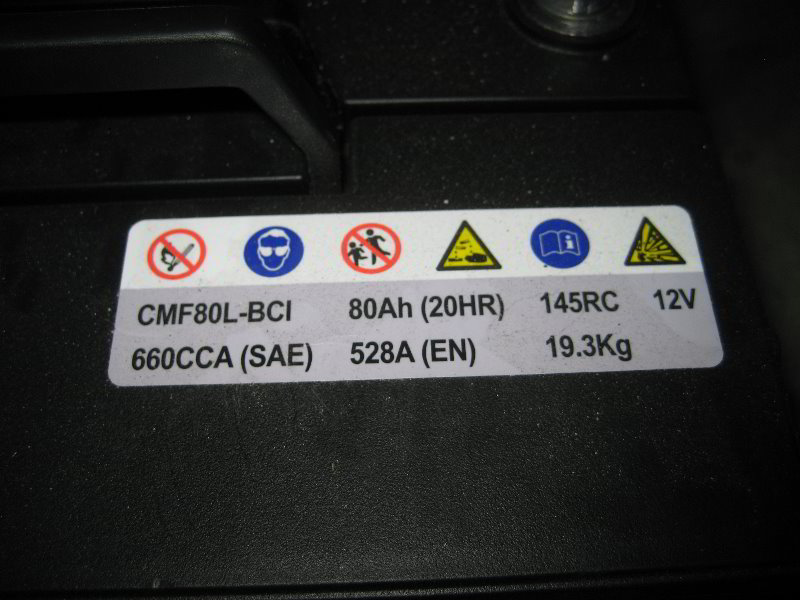 CMF80L-BCI 80Ah (20HR) 145RC 12V
660CCA (SAE) 528A (EN) 19.3Kg